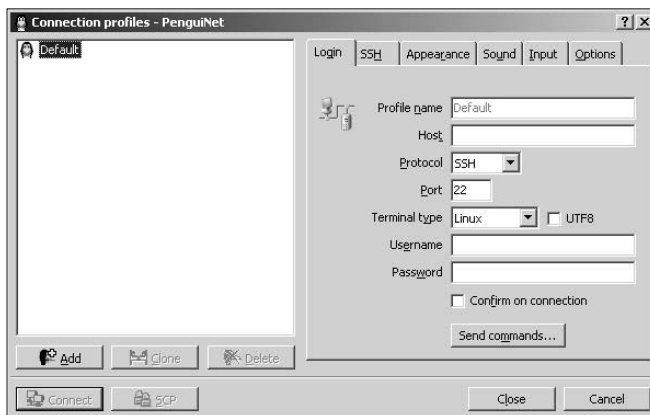 Connection profiles - PenguiNet
Default
Login SSH Appearance Sound Input Options
Profile name Default
Host
Protocol SSH
Port 22
Terminal type Linux UTF8
Username
Password
Confirm on connection
Send commands...
Add Clone Delete
Connect SCP Close Cancel